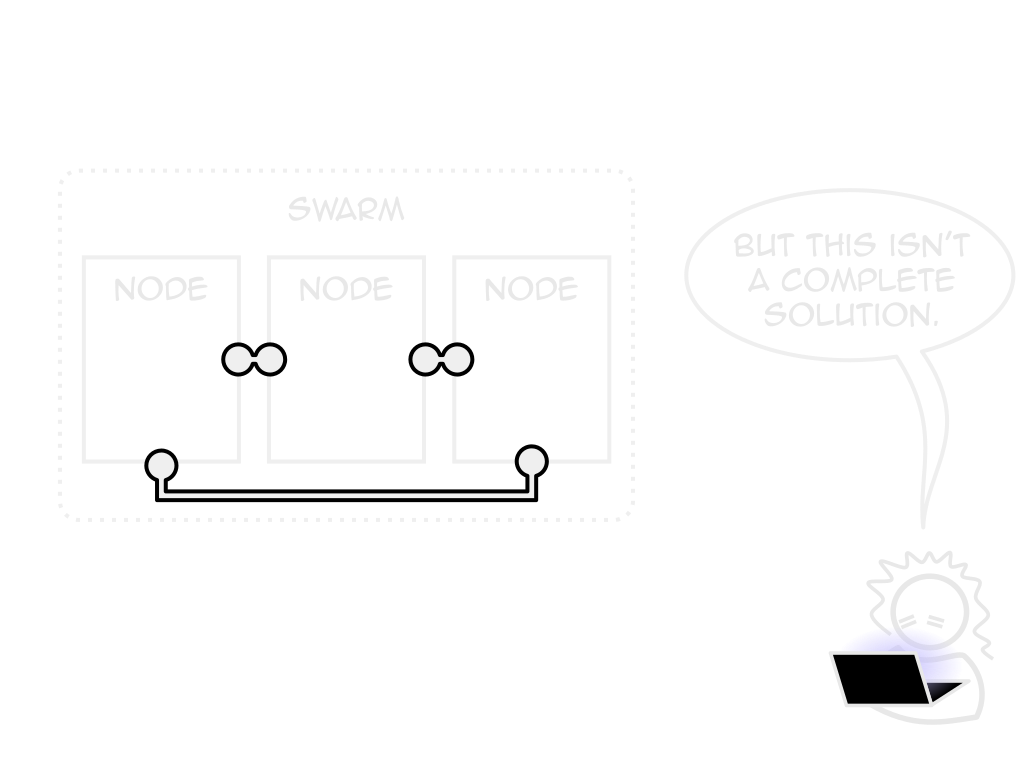 SWARM
NODE
NODE
NODE
BUT THIS ISN'T
A COMPLETE
SOLUTION.